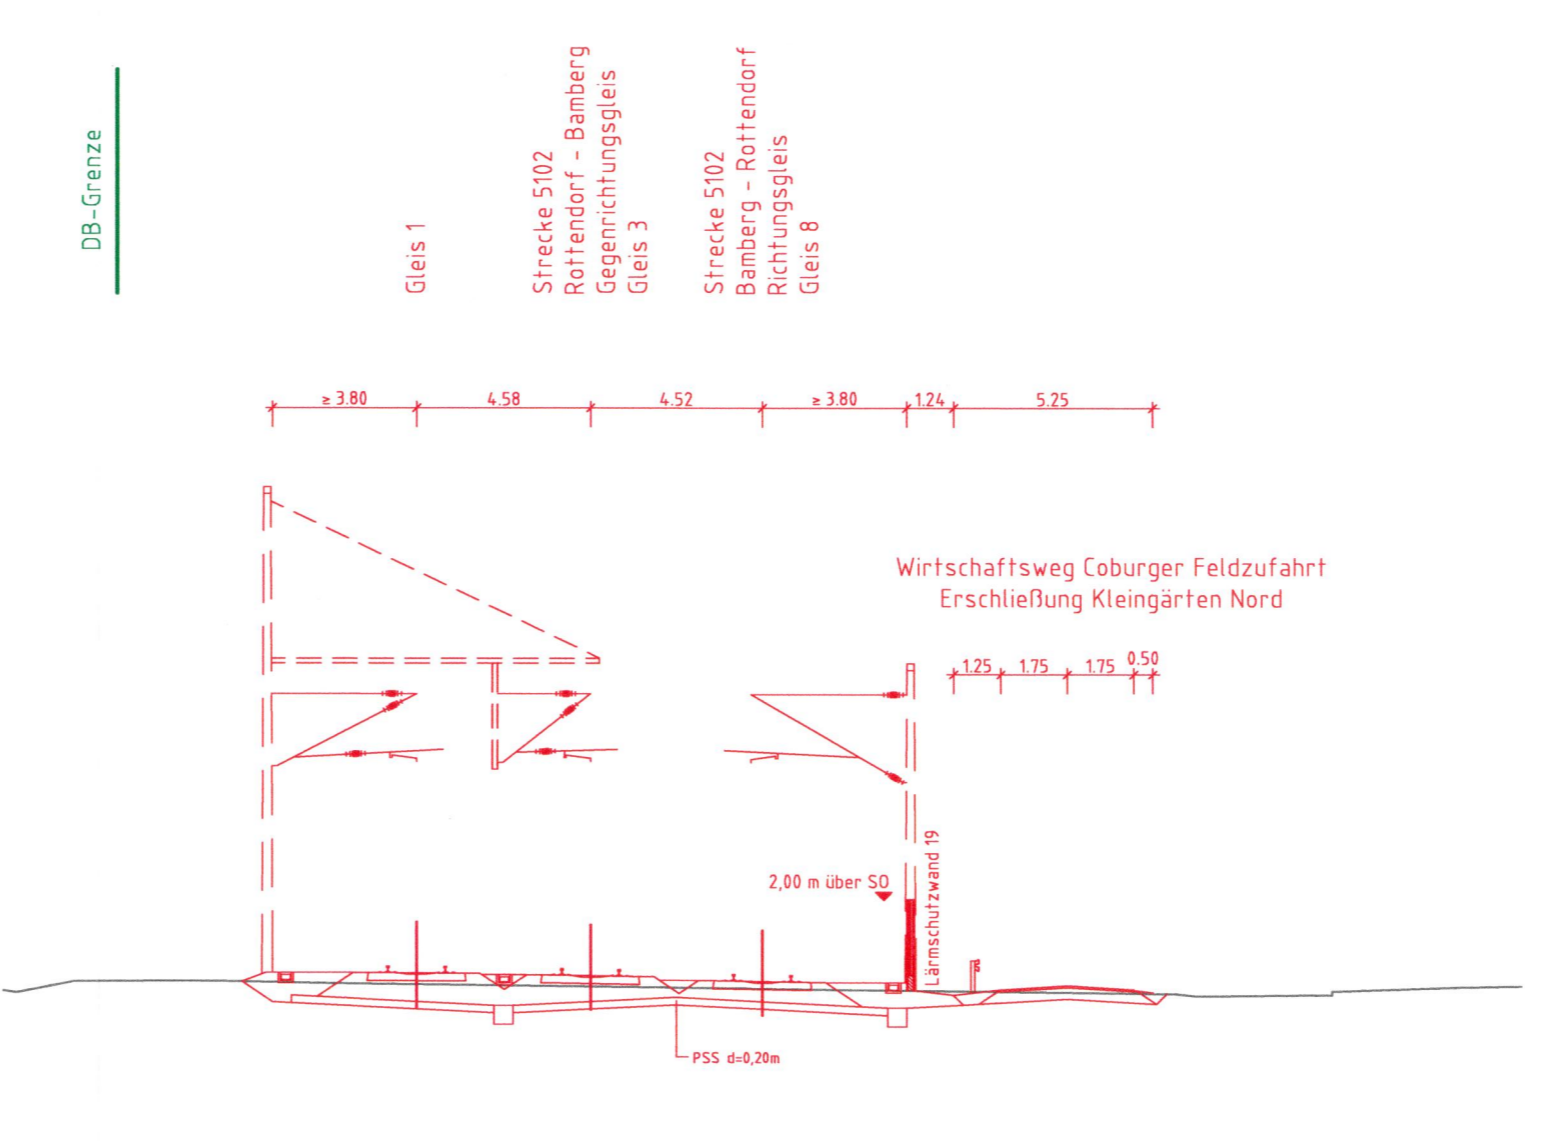 DB-Grenze
Gleis 1
Strecke 5102
Rottendorf - Bamberg
Gegenrichtungsgleis
Gleis 3
Strecke 5102
Bamberg - Rottendorf
Richtungsgleis
Gleis 8
≥ 3.80
4.58
4.52
≥ 3.80
1.24
5.25
Wirtschaftsweg Coburger Feldzufahrt
Erschließung Kleingärten Nord
1.25
1.75
1.75
0.50
2,00 m über SO
Lärmschutzwand 19
PSS d=0,20m